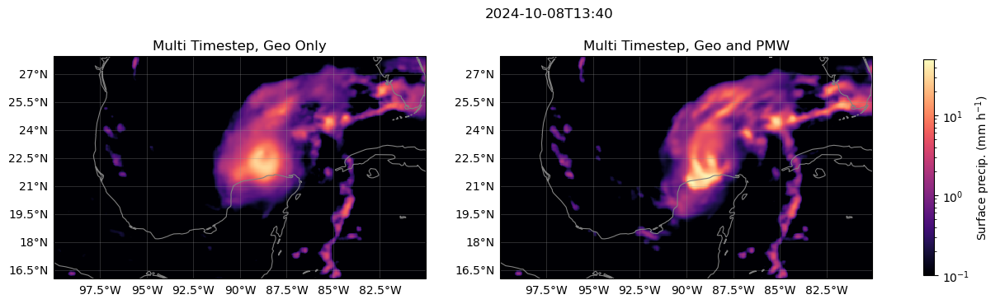 2024-10-08T13:40
Multi Timestep, Geo Only
27°N
25.5°N
24°N
22.5°N
21°N
19.5°N
18°N
16.5°N
97.5°W 95°W 92.5°W 90°W 87.5°W 85°W 82.5°W
Multi Timestep, Geo and PMW
27°N
25.5°N
24°N
22.5°N
21°N
19.5°N
18°N
16.5°N
97.5°W 95°W 92.5°W 90°W 87.5°W 85°W 82.5°W
10¹
10⁰
10⁻¹
Surface precip. (mm h⁻¹)